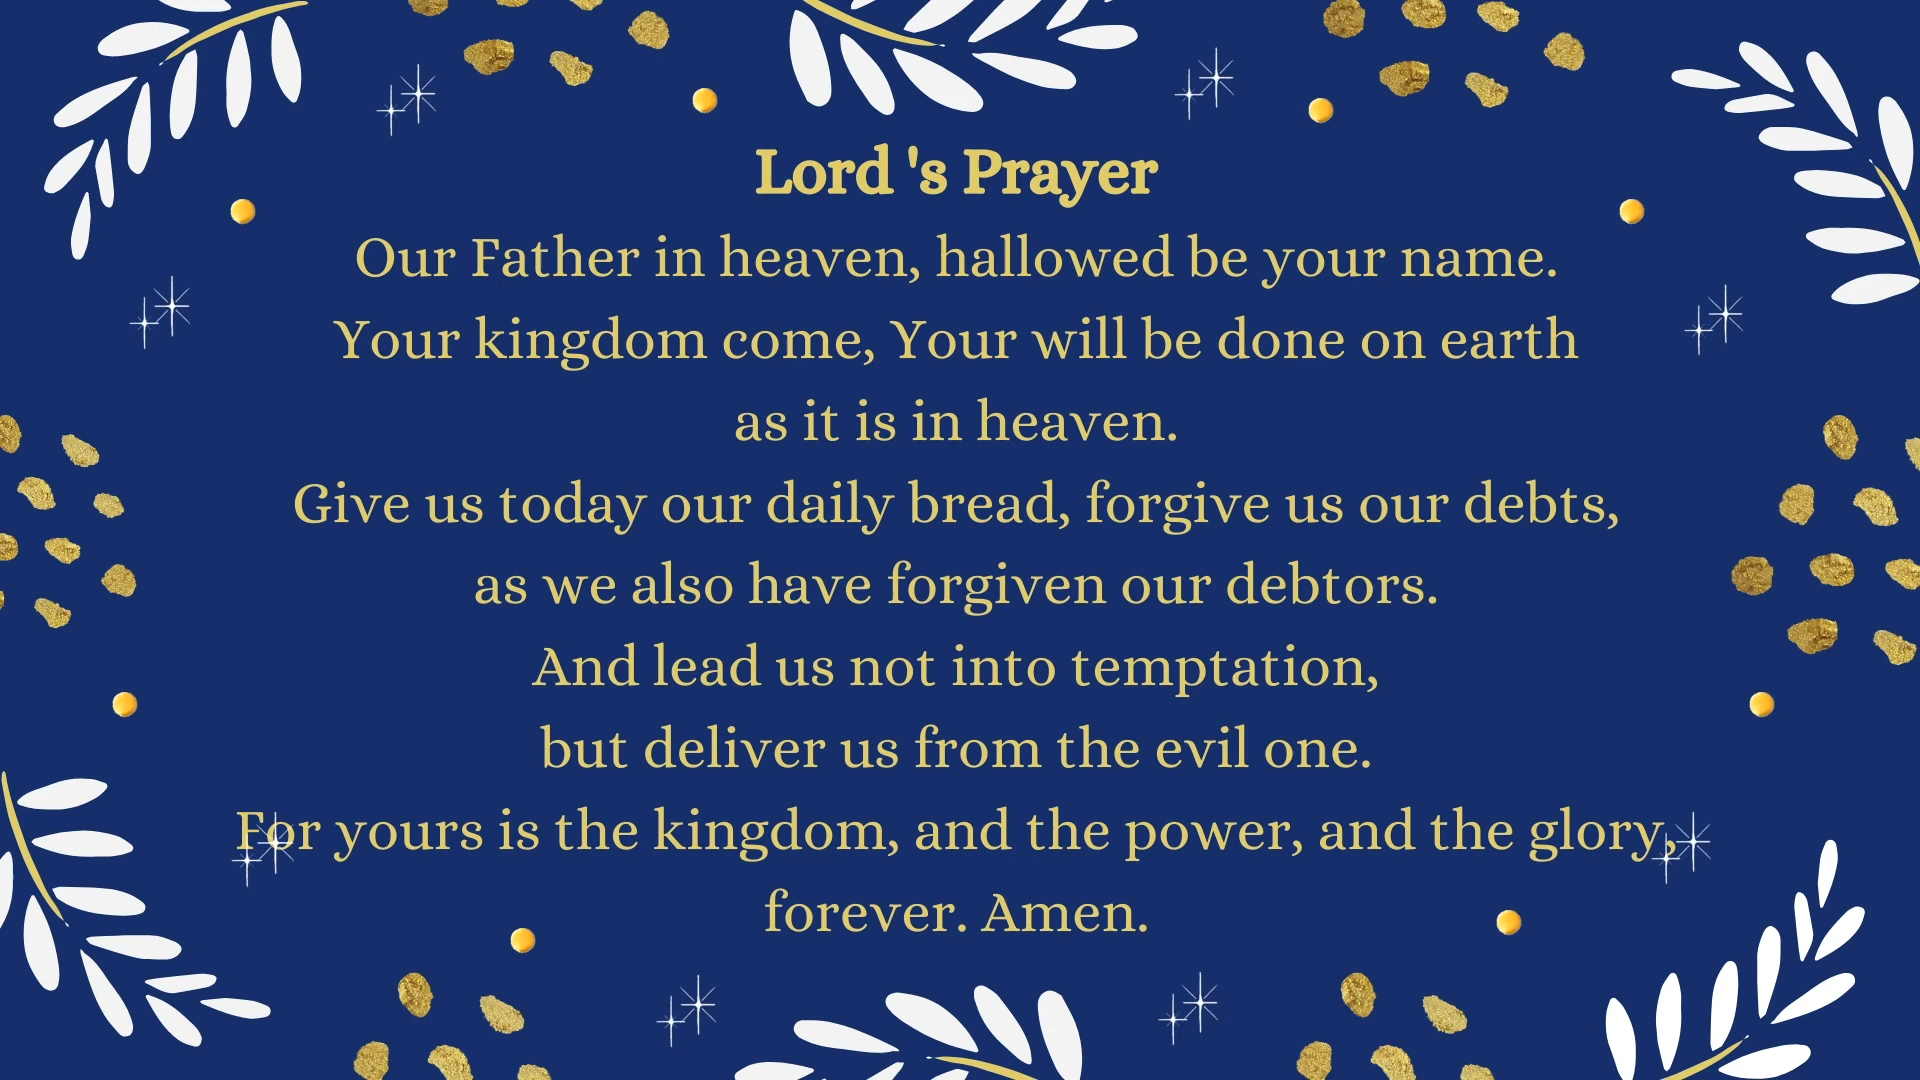 Lord 's Prayer
Our Father in heaven, hallowed be your name.
Your kingdom come, Your will be done on earth
as it is in heaven.
Give us today our daily bread, forgive us our debts,
as we also have forgiven our debtors.
And lead us not into temptation,
but deliver us from the evil one.
For yours is the kingdom, and the power, and the glory,
forever. Amen.